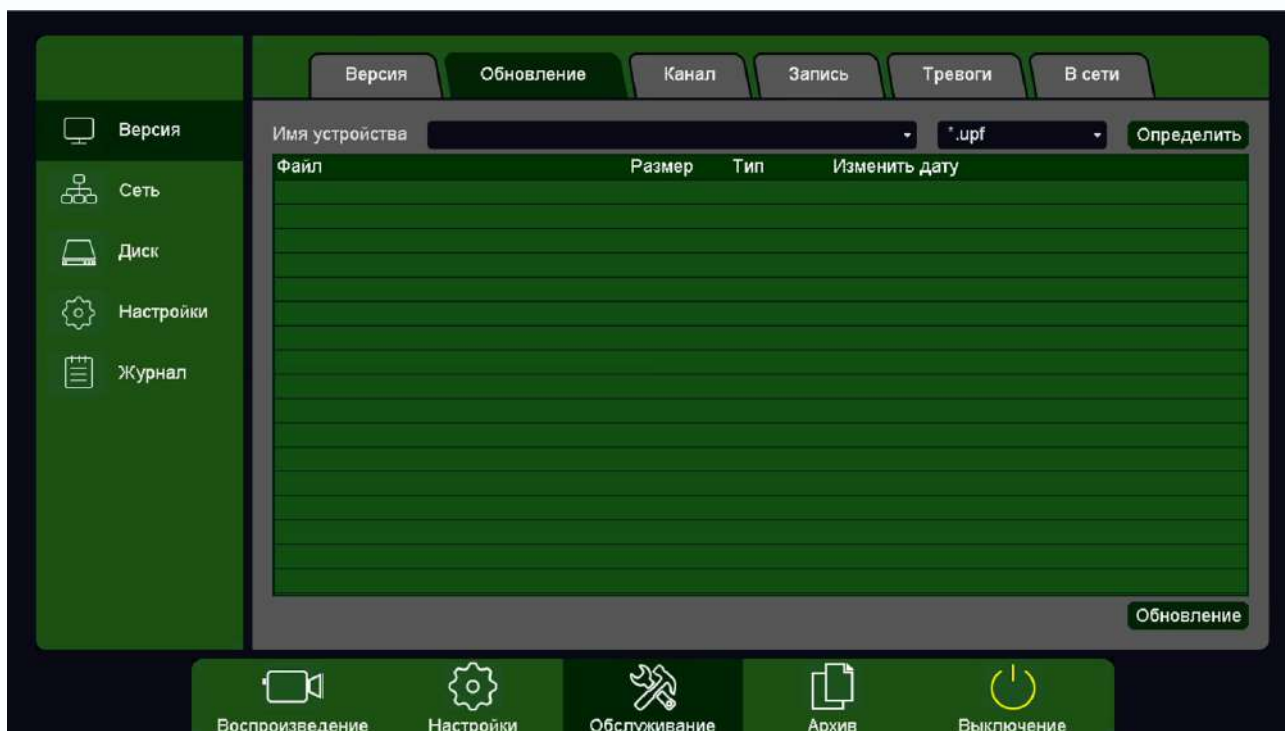 Версия Обновление Канал Запись Тревоги В сети
Версия
Сеть
Диск
Настройки
Журнал
Имя устройства *.upf Определить
Файл Размер Тип Изменить дату
Обновление
Воспроизведение Настройки Обслуживание Архив Выключение